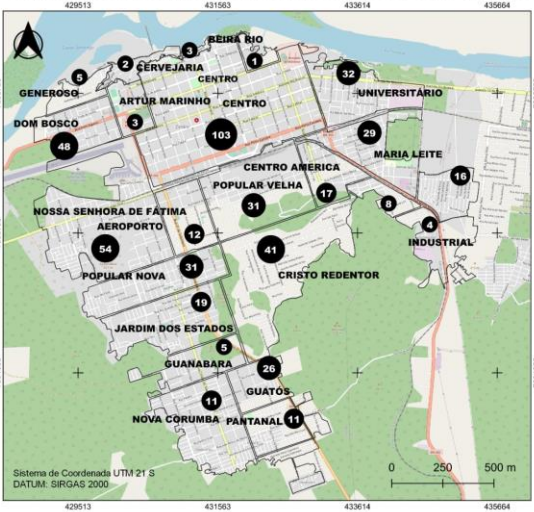 429513 431563 433614 435664
BEIRA RIO
3
1
2
CERVEJARIA
5
CENTRO
32
GENEROSO
UNIVERSITÁRIO
ARTUR MARINHO
CENTRO
DOM BOSCO
3
103
29
48
MARIA LEITE
CENTRO AMERICA
16
POPULAR VELHA
17
31
8
NOSSA SENHORA DE FÁTIMA
AEROPORTO
4
12
INDUSTRIAL
54
41
31
POPULAR NOVA
CRISTO REDENTOR
19
JARDIM DOS ESTADOS
5
GUANABARA
26
GUATÓS
11
NOVA CORUMBA
PANTANAL
11
Sistema de Coordenada UTM 21 S
DATUM: SIRGAS 2000
0 250 500 m
429513 431563 433614 435664